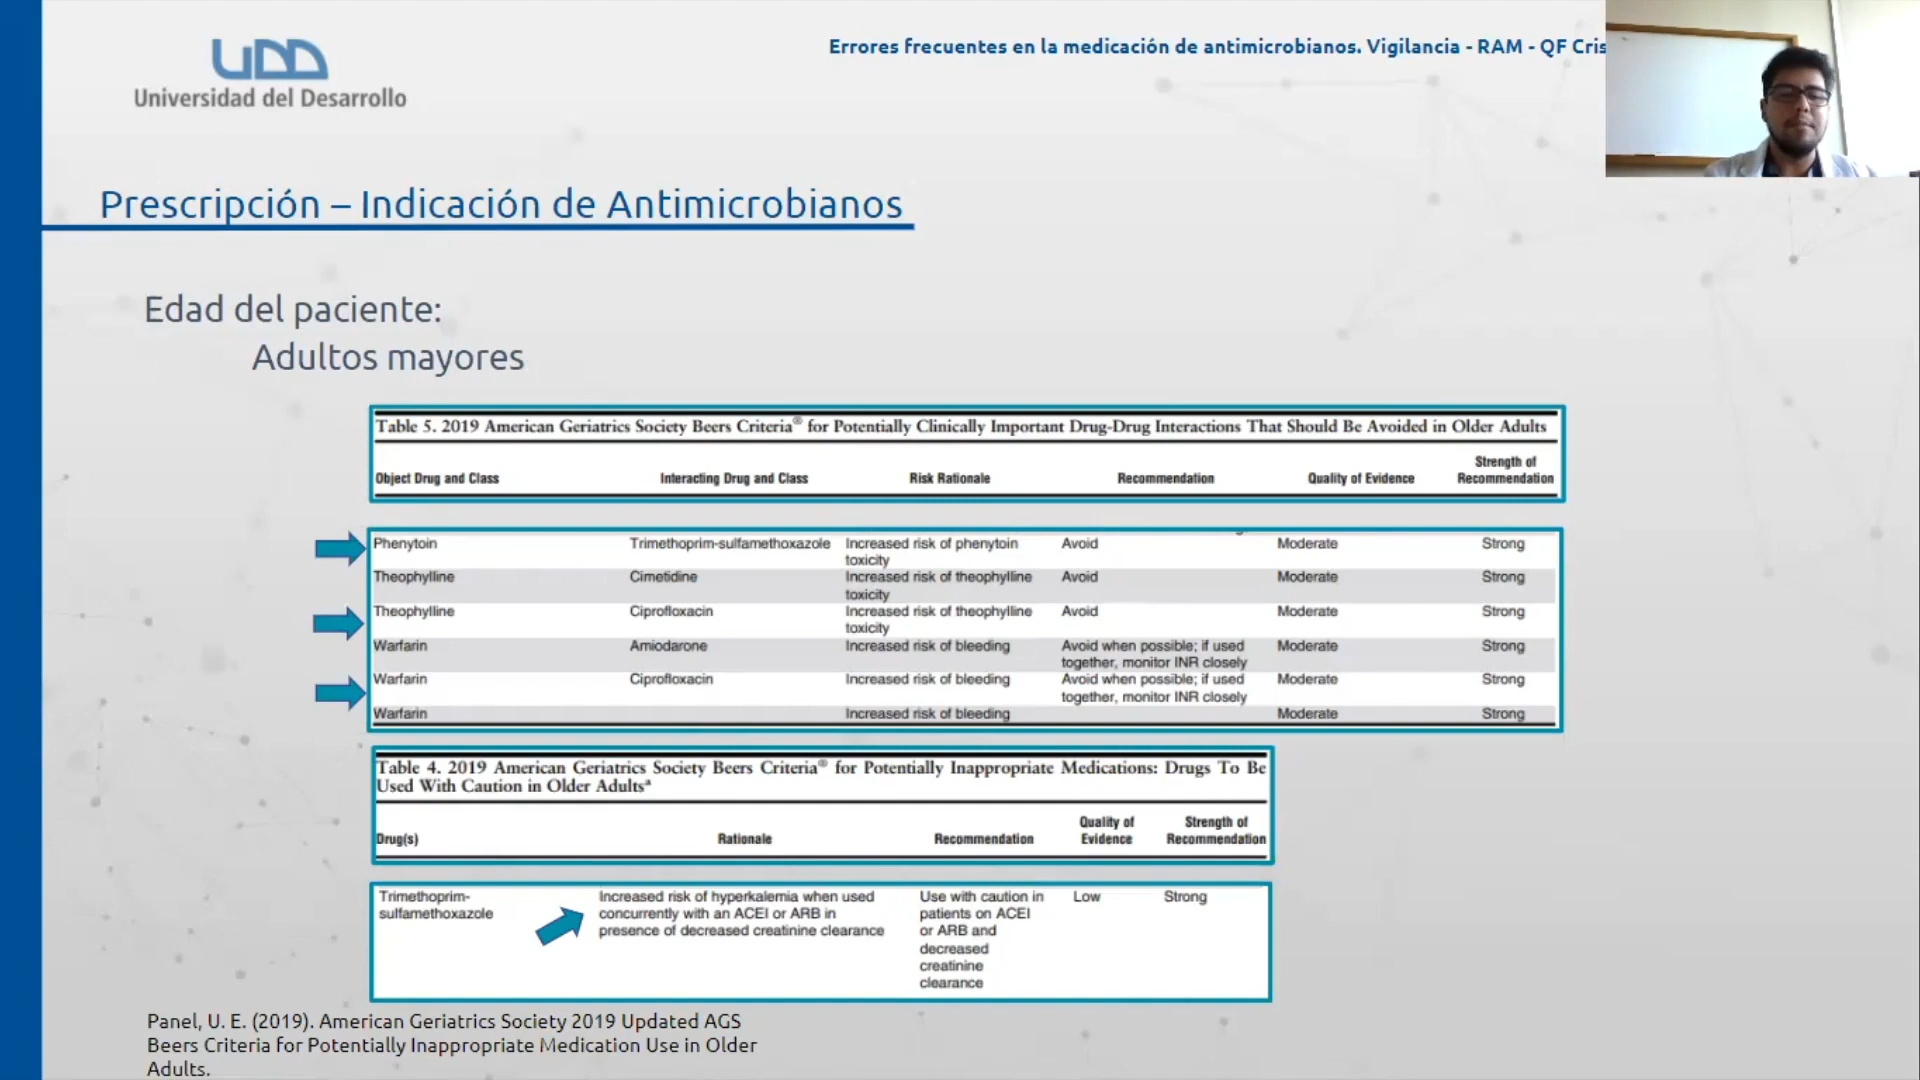 UDD
Universidad del Desarrollo
Errores frecuentes en la medicación de antimicrobianos. Vigilancia - RAM - QF Cris
Prescripción – Indicación de Antimicrobianos
Edad del paciente:
Adultos mayores
Table 5. 2019 American Geriatrics Society Beers Criteria® for Potentially Clinically Important Drug-Drug Interactions That Should Be Avoided in Older Adults
Strength of
Object Drug and Class Interacting Drug and Class Risk Rationale Recommendation Quality of Evidence Recommendation
Phenytoin Trimethoprim-sulfamethoxazole Increased risk of phenytoin Avoid Moderate Strong
toxicity
Theophylline Cimetidine Increased risk of theophylline Avoid Moderate Strong
toxicity
Theophylline Ciprofloxacin Increased risk of theophylline Avoid Moderate Strong
toxicity
Warfarin Amiodarone Increased risk of bleeding Avoid when possible; if used Moderate Strong
together, monitor INR closely
Warfarin Ciprofloxacin Increased risk of bleeding Avoid when possible; if used Moderate Strong
together, monitor INR closely
Warfarin Increased risk of bleeding Moderate Strong
Table 4. 2019 American Geriatrics Society Beers Criteria® for Potentially Inappropriate Medications: Drugs To Be
Used With Caution in Older Adultsª
Quality of Strength of
Drug(s) Rationale Recommendation Evidence Recommendation
Trimethoprim- Increased risk of hyperkalemia when used Use with caution in Low Strong
sulfamethoxazole concurrently with an ACEI or ARB in patients on ACEI
presence of decreased creatinine clearance or ARB and
decreased
creatinine
clearance
Panel, U. E. (2019). American Geriatrics Society 2019 Updated AGS
Beers Criteria for Potentially Inappropriate Medication Use in Older
Adults.